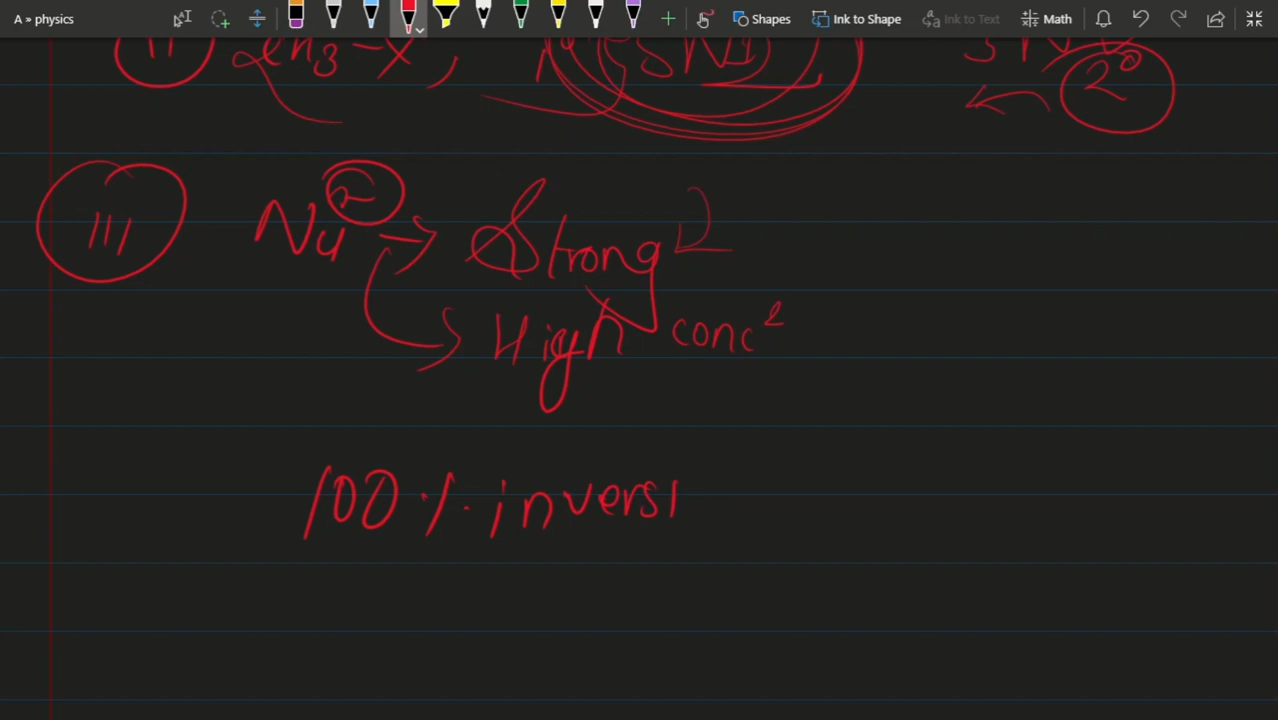 A » physics Shapes Ink to Shape Ink to Text Math
III Nu → Strong
High conc
100 % inversi